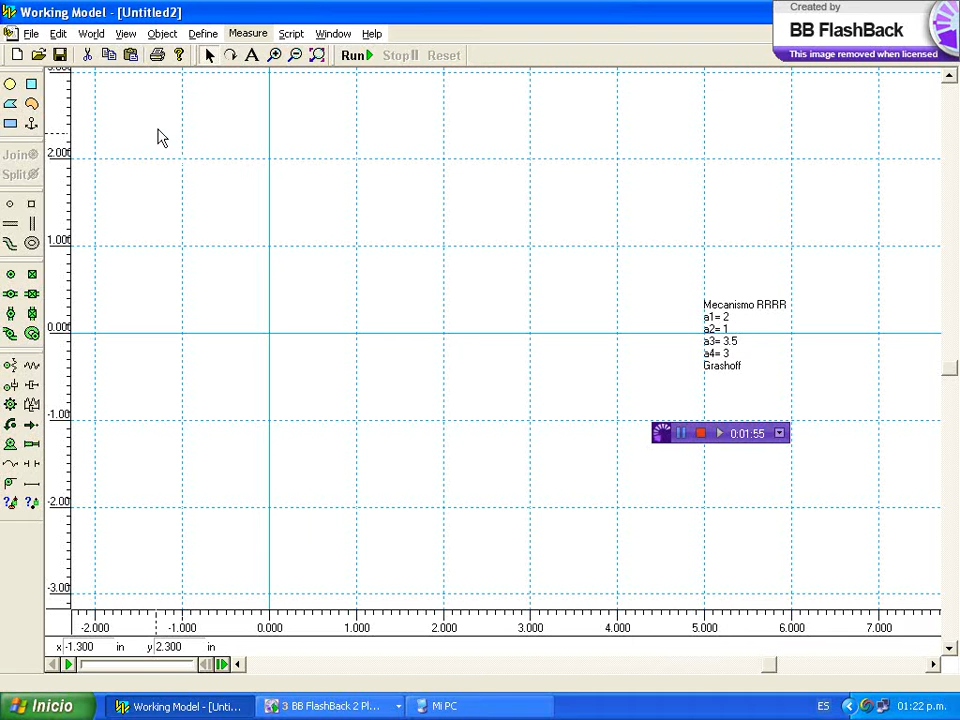 Working Model - [Untitled2]
Created by
BB FlashBack
This image removed when licensed
File Edit World View Object Define Measure Script Window Help
Run Stop Reset
Join
Split
3.000
2.000
1.000
0.000
-1.00
-2.00
-3.00
Mecanismo RRRR
a1= 2
a2= 1
a3= 3.5
a4= 3
Grashoff
0:01:55
-2.000 -1.000 0.000 1.000 2.000 3.000 4.000 5.000 6.000 7.000
x -1.300 in y 2.300 in
Inicio Working Model - [Unti... 3 BB FlashBack 2 Pl... Mi PC ES 01:22 p.m.